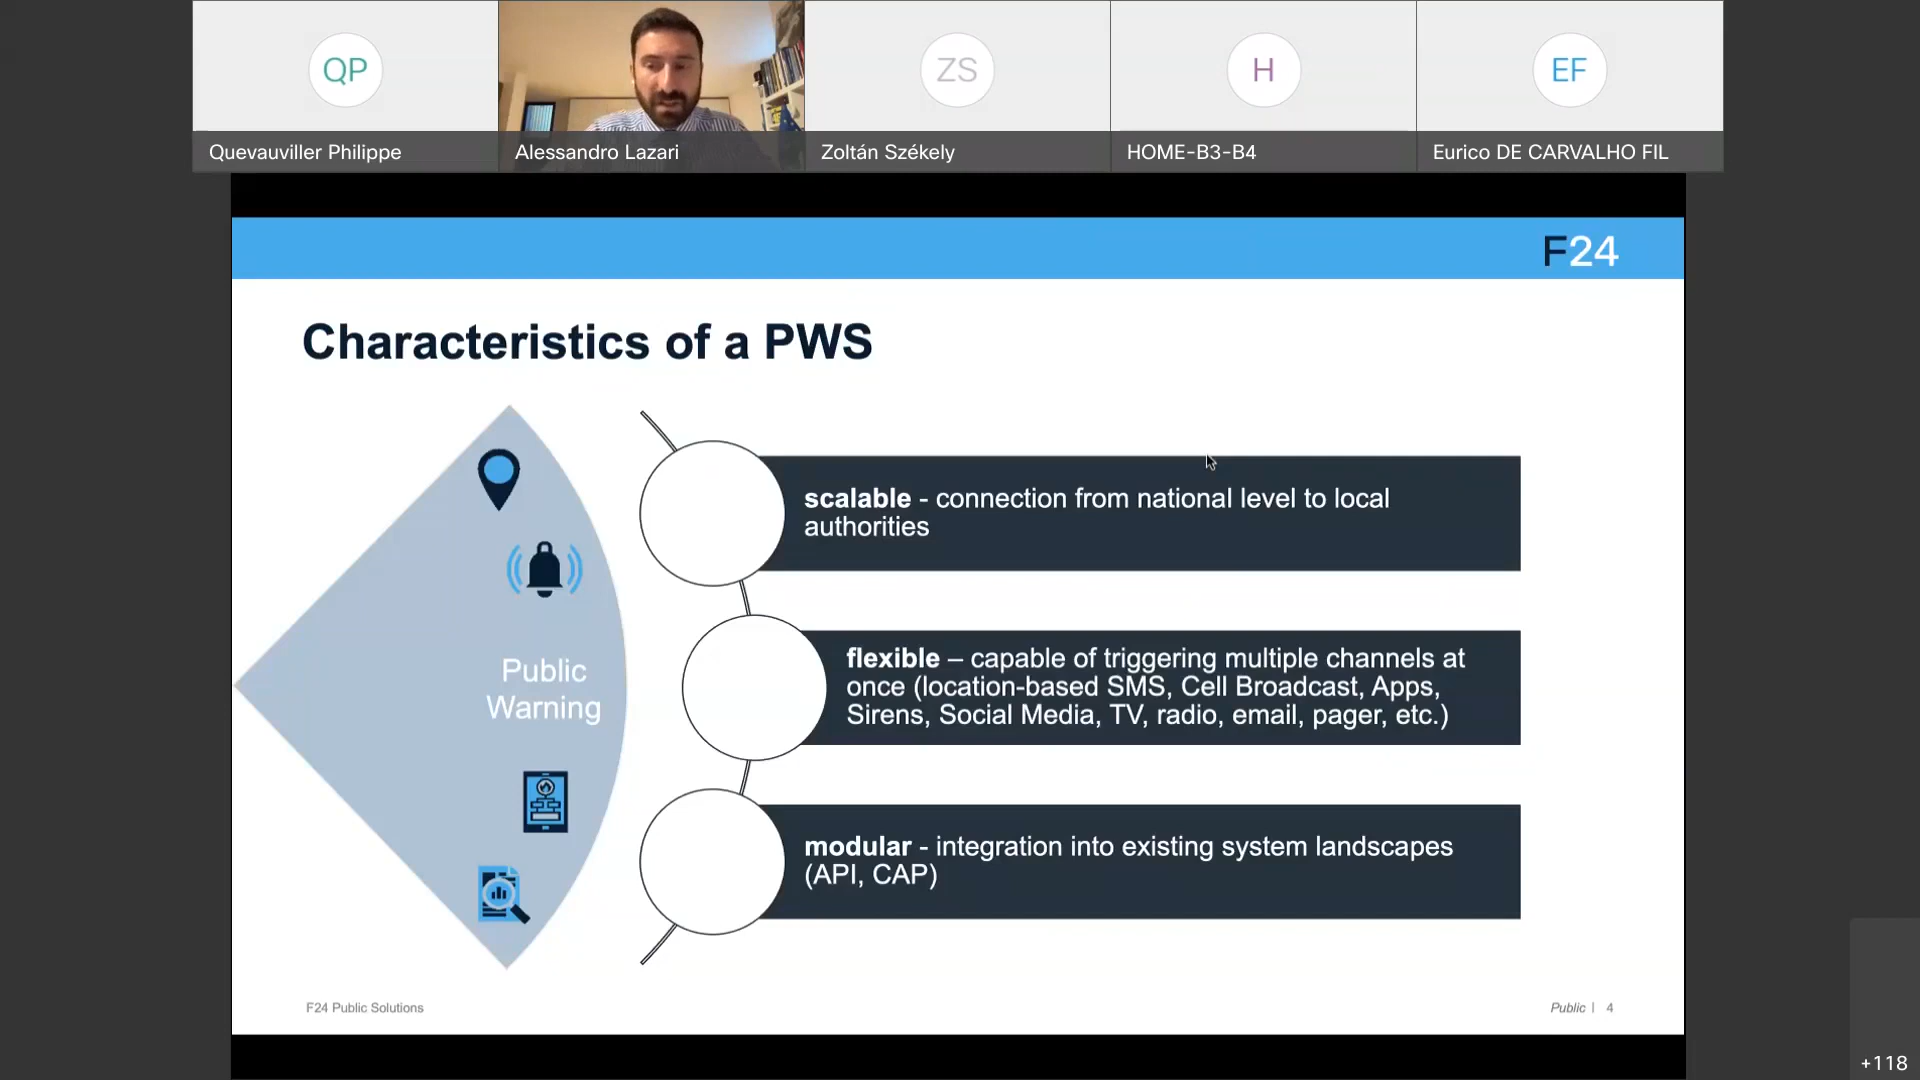 QP
ZS
H
EF
Quevauviller Philippe
Alessandro Lazari
Zoltán Székely
HOME-B3-B4
Eurico DE CARVALHO FIL
F24
Characteristics of a PWS
Public
Warning
scalable - connection from national level to local
authorities
flexible – capable of triggering multiple channels at
once (location-based SMS, Cell Broadcast, Apps,
Sirens, Social Media, TV, radio, email, pager, etc.)
modular - integration into existing system landscapes
(API, CAP)
F24 Public Solutions
Public | 4
+118